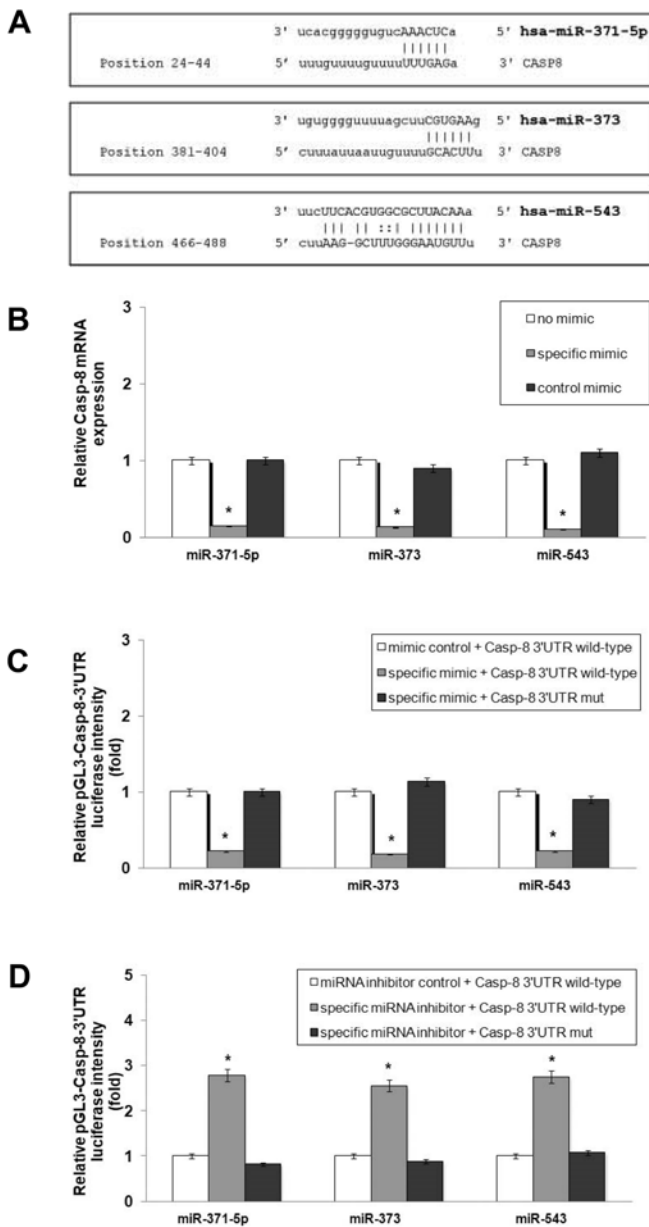 A
3' ucacgggggugucAAACUCa 5' hsa-miR-371-5p
||||||
Position 24-44 5' uuuguuuuguuuuUUUGAGa 3' CASP8
3' uguggggguuuuagcuuCGUGAAg 5' hsa-miR-373
||||||
Position 381-404 5' cuuuauuaauuguuuuGCACUUu 3' CASP8
3' uucUUCACGUGGCGCUUACAAa 5' hsa-miR-543
||| || ::| |||||||
Position 466-488 5' cuuAAG-GCUUUGGGAAUGUUu 3' CASP8
B
Relative Casp-8 mRNA
expression
3
2
1
0
no mimic
specific mimic
control mimic
* * *
miR-371-5p miR-373 miR-543
C
Relative pGL3-Casp-8-3'UTR
luciferase intensity
(fold)
3
2
1
0
mimic control + Casp-8 3'UTR wild-type
specific mimic + Casp-8 3'UTR wild-type
specific mimic + Casp-8 3'UTR mut
* * *
miR-371-5p miR-373 miR-543
D
Relative pGL3-Casp-8-3'UTR
luciferase intensity
(fold)
5
4
3
2
1
0
miRNA inhibitor control + Casp-8 3'UTR wild-type
specific miRNA inhibitor + Casp-8 3'UTR wild-type
specific miRNA inhibitor + Casp-8 3'UTR mut
* * *
miR-371-5p miR-373 miR-543